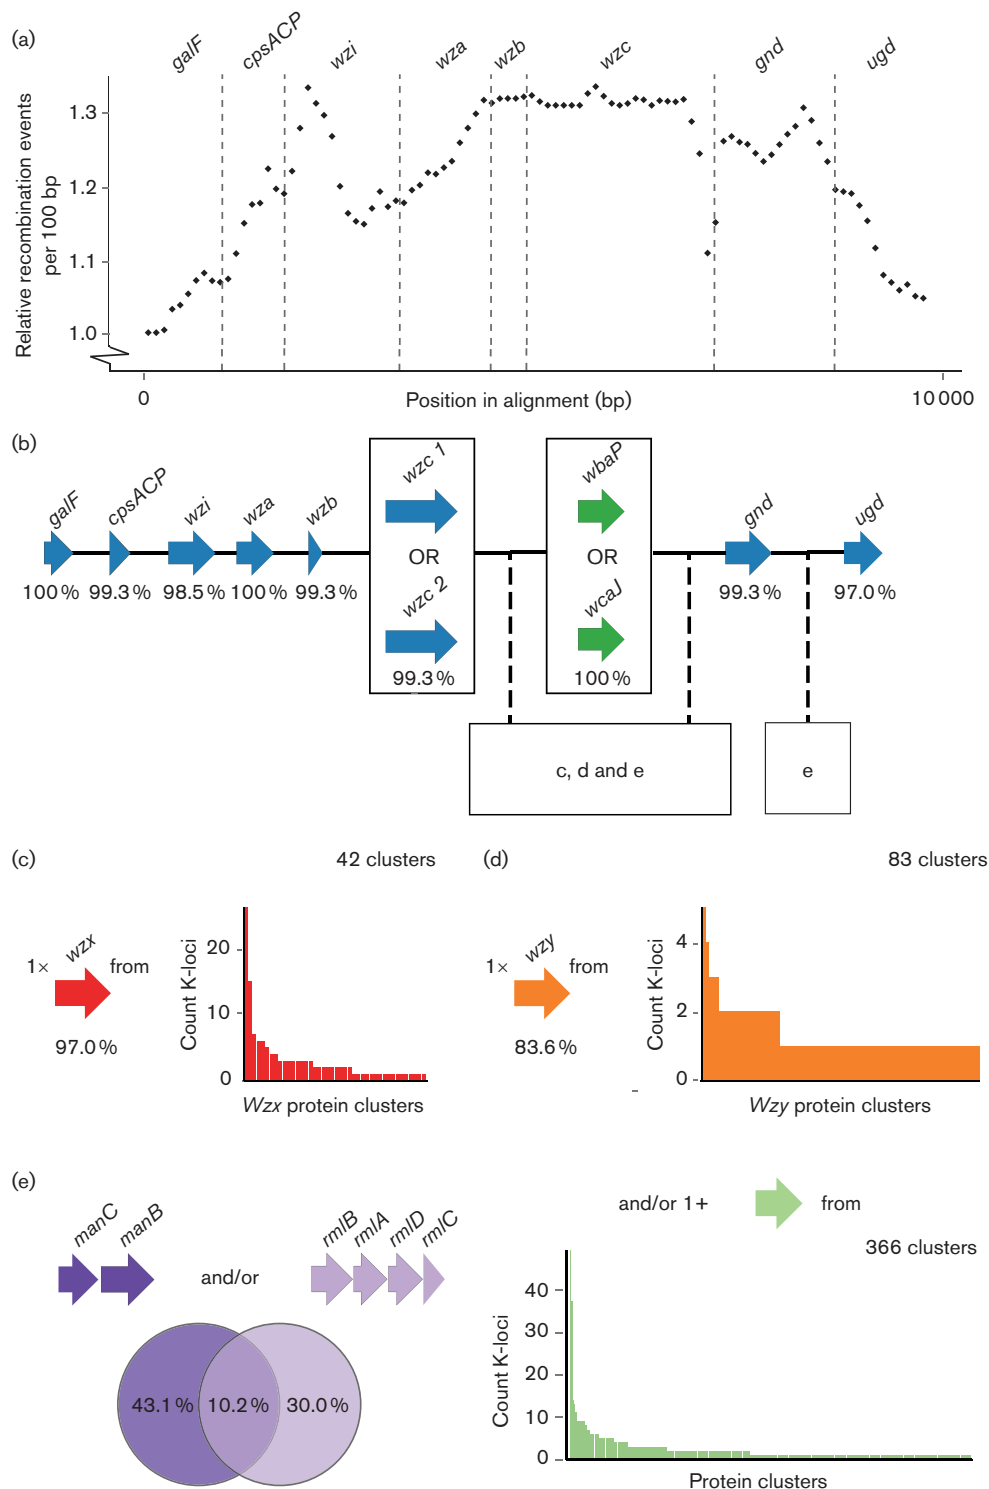 (a)
galF
cpsACP
wzi
wza
wzb
wzc
gnd
ugd
Relative recombination events
per 100 bp
1.3
1.2
1.1
1.0
0
Position in alignment (bp)
10 000
(b)
galF
cpsACP
wzi
wza
wzb
wzc 1
OR
wzc 2
wbaP
OR
wcaJ
gnd
ugd
100 %
99.3 %
98.5 %
100 %
99.3 %
99.3 %
100 %
99.3 %
97.0 %
c, d and e
e
(c)
42 clusters
1×
wzx
from
97.0 %
Count K-loci
20
10
0
Wzx protein clusters
(d)
83 clusters
1×
wzy
from
83.6 %
Count K-loci
4
2
0
Wzy protein clusters
(e)
manC
manB
and/or
rmlB
rmlA
rmlD
rmlC
43.1 %
10.2 %
30.0 %
and/or 1+
from
366 clusters
Count K-loci
40
30
20
10
0
Protein clusters